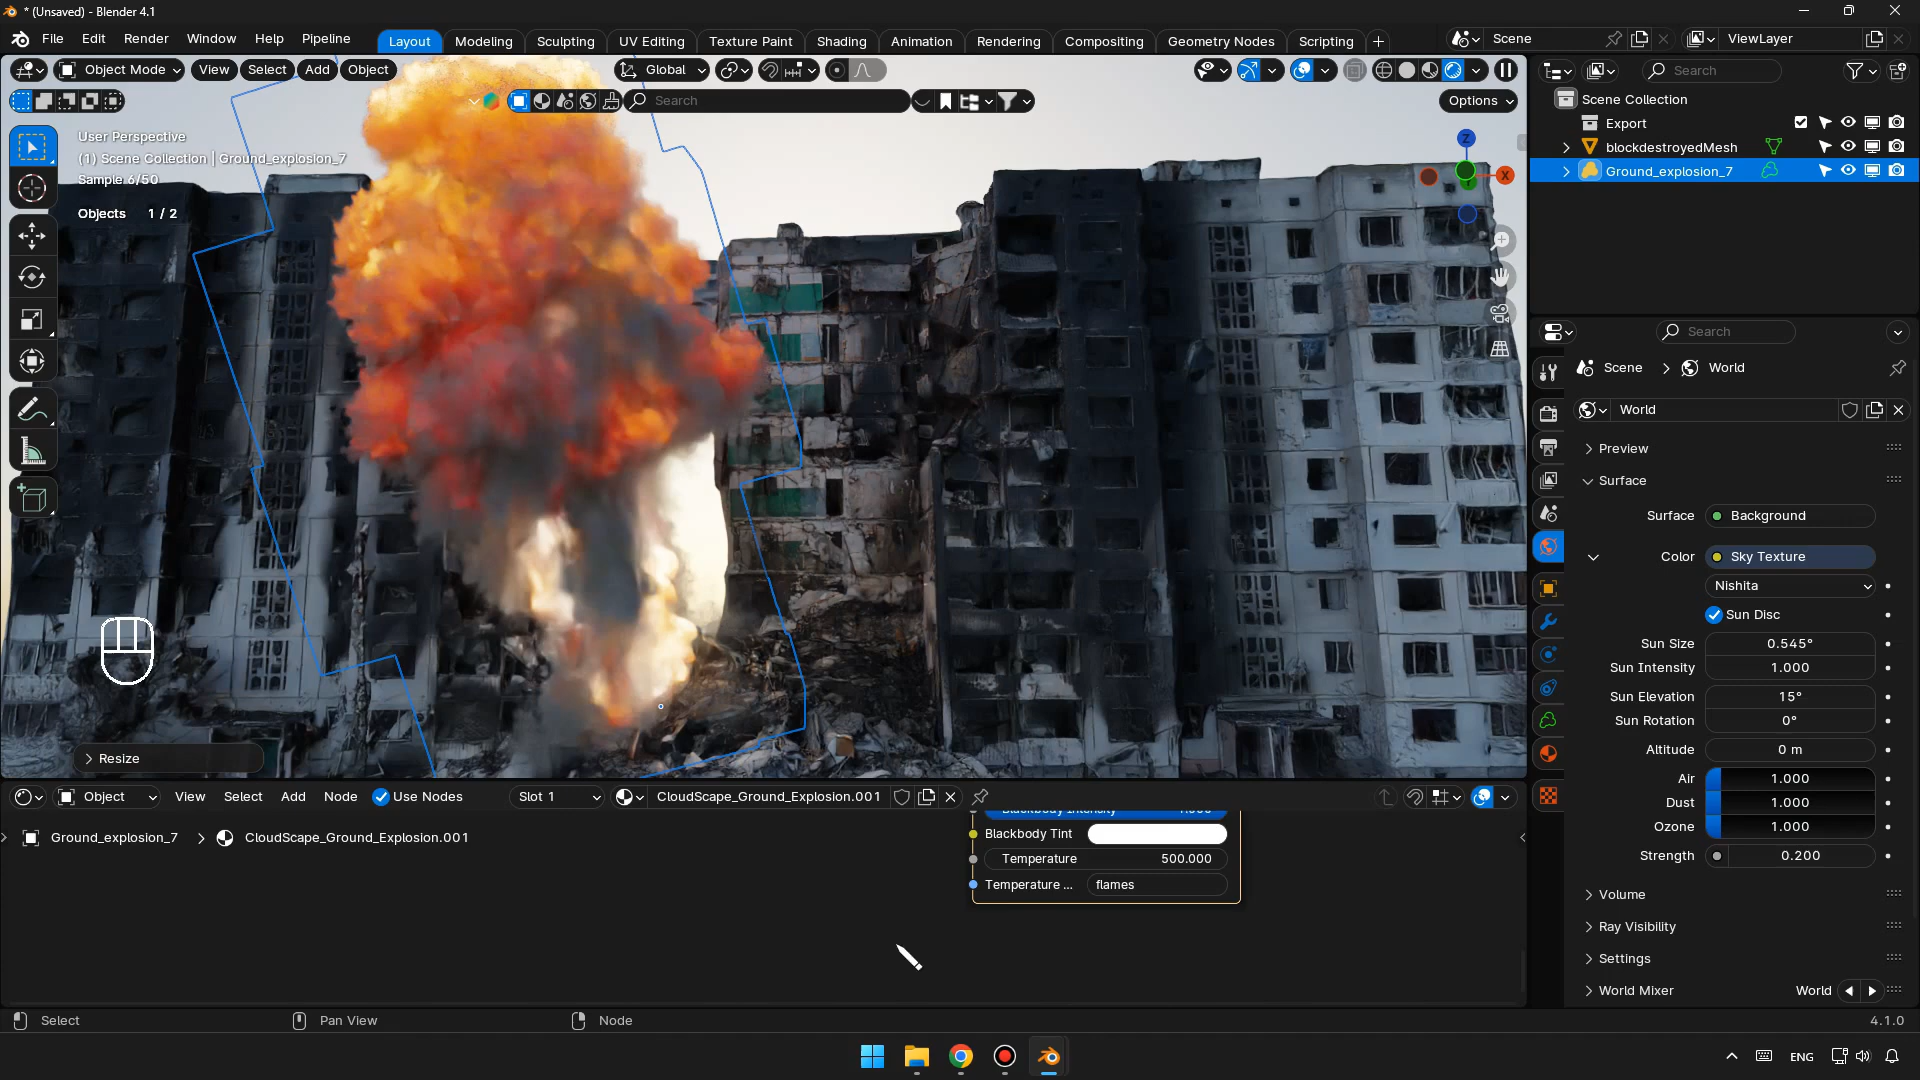 * (Unsaved) - Blender 4.1
File Edit Render Window Help Pipeline
Layout Modeling Sculpting UV Editing Texture Paint Shading Animation Rendering Compositing Geometry Nodes Scripting +
Scene ViewLayer
Object Mode View Select Add Object
Global
Search
Search
Options
User Perspective
(1) Scene Collection | Ground_explosion_7
Sample 6/50
Objects 1 / 2
Z
X
Y
Scene Collection
Export
blockdestroyedMesh
Ground_explosion_7
Search
Scene > World
World
Preview
Surface
Surface Background
Color Sky Texture
Nishita
Sun Disc
Sun Size 0.545°
Sun Intensity 1.000
Sun Elevation 15°
Sun Rotation 0°
Altitude 0 m
Air 1.000
Dust 1.000
Ozone 1.000
Strength 0.200
Volume
Ray Visibility
Settings
World Mixer World
Resize
Object View Select Add Node Use Nodes Slot 1 CloudScape_Ground_Explosion.001
Ground_explosion_7 > CloudScape_Ground_Explosion.001
Blackbody Intensity 1.000
Blackbody Tint
Temperature 500.000
Temperature ... flames
Select Pan View Node 4.1.0
ENG